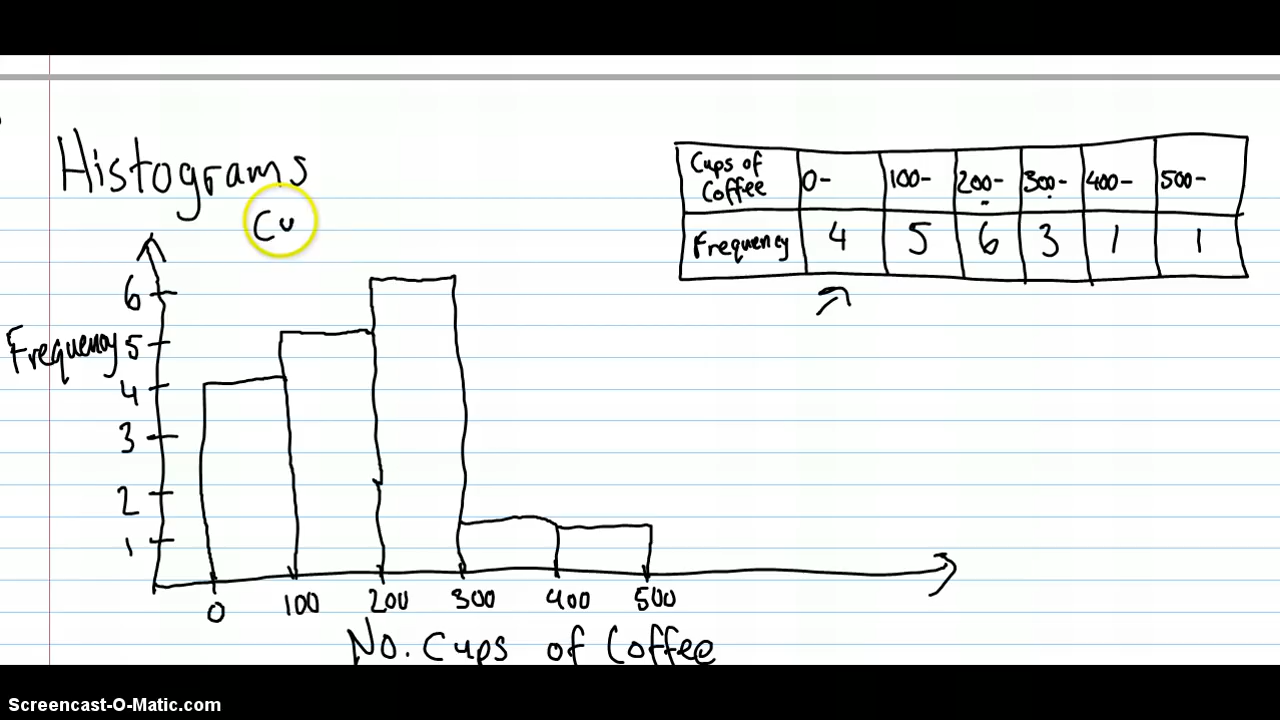 Histograms
Cu
Cups of Coffee 0- 100- 200- 300- 400- 500-
Frequency 4 5 6 3 1 1
Frequency
6
5
4
3
2
1
0 100 200 300 400 500
No. Cups of Coffee
Screencast-O-Matic.com